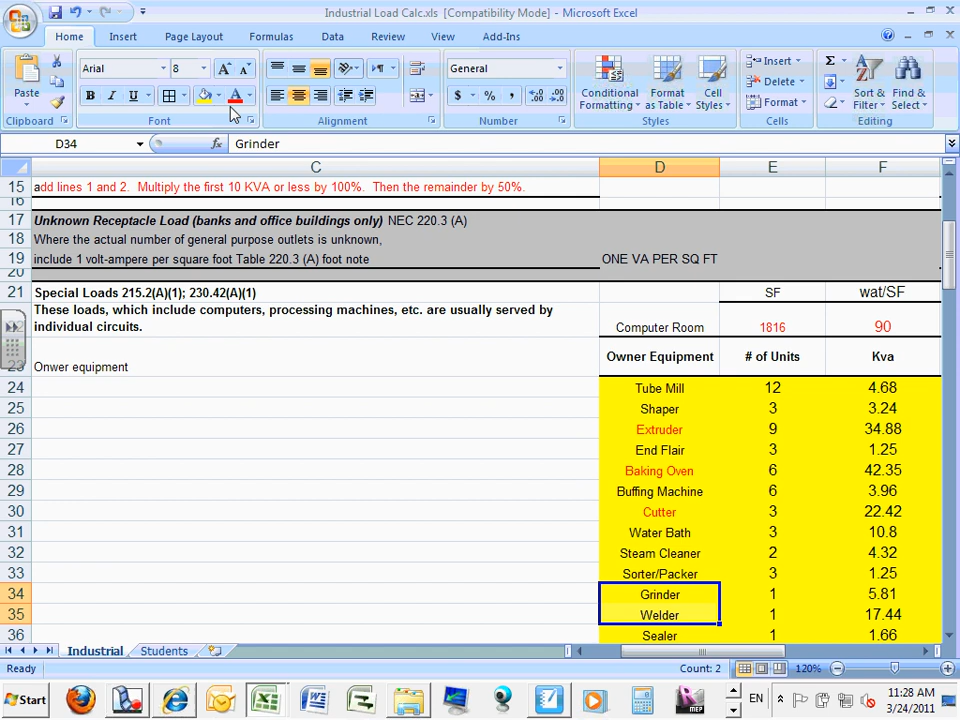 Industrial Load Calc.xls [Compatibility Mode] - Microsoft Excel
Home Insert Page Layout Formulas Data Review View Add-Ins
Paste
Clipboard
Arial 8
B I U A
Font
Alignment
General
$ % ,
Number
Conditional Formatting
Format as Table
Cell Styles
Styles
Insert
Delete
Format
Cells
Σ
Sort & Filter
Find & Select
Editing
D34 fx Grinder
C D E F
15 add lines 1 and 2. Multiply the first 10 KVA or less by 100%. Then the remainder by 50%.
16
17 Unknown Receptacle Load (banks and office buildings only) NEC 220.3 (A)
18 Where the actual number of general purpose outlets is unknown,
19 include 1 volt-ampere per square foot Table 220.3 (A) foot note ONE VA PER SQ FT
20
21 Special Loads 215.2(A)(1); 230.42(A)(1) SF wat/SF
These loads, which include computers, processing machines, etc. are usually served by
individual circuits. Computer Room 1816 90
23 Onwer equipment Owner Equipment # of Units Kva
24 Tube Mill 12 4.68
25 Shaper 3 3.24
26 Extruder 9 34.88
27 End Flair 3 1.25
28 Baking Oven 6 42.35
29 Buffing Machine 6 3.96
30 Cutter 3 22.42
31 Water Bath 3 10.8
32 Steam Cleaner 2 4.32
33 Sorter/Packer 3 1.25
34 Grinder 1 5.81
35 Welder 1 17.44
36 Sealer 1 1.66
Industrial Students
Ready Count: 2 120%
Start MEP EN 11:28 AM
3/24/2011